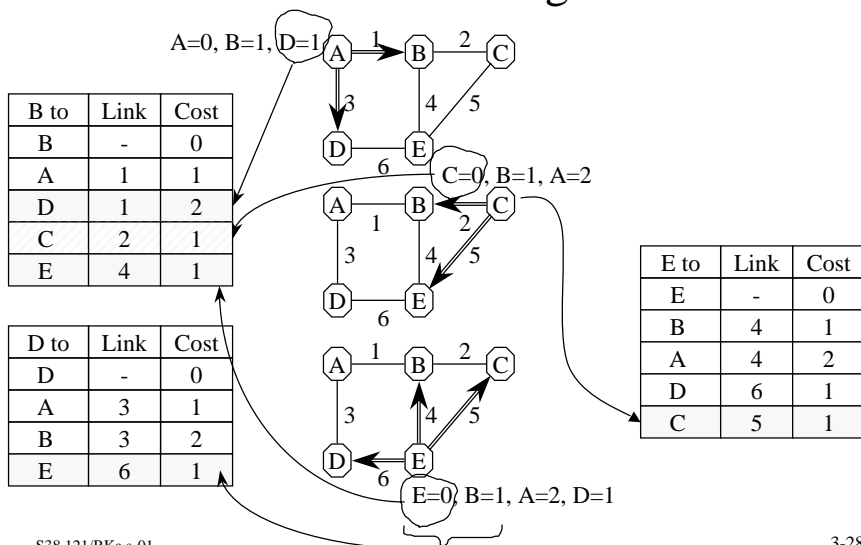 A=0, B=1, D=1
A 1 B 2 C
3 4 5
D 6 E
B to Link Cost
B - 0
A 1 1
D 1 2
C 2 1
E 4 1
C=0, B=1, A=2
A 1 B 2 C
3 4 5
D 6 E
E to Link Cost
E - 0
B 4 1
A 4 2
D 6 1
C 5 1
D to Link Cost
D - 0
A 3 1
B 3 2
E 6 1
A 1 B 2 C
3 4 5
D 6 E
E=0, B=1, A=2, D=1
3-28